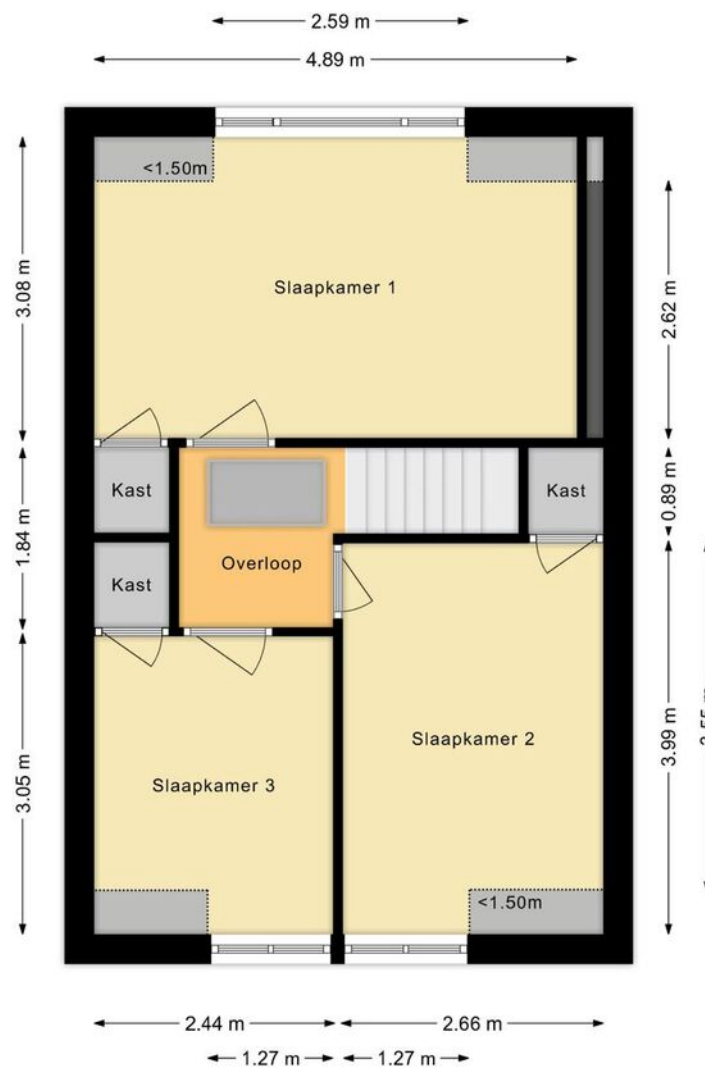 2.59 m
4.89 m
<1.50m
3.08 m
Slaapkamer 1
2.62 m
Kast
Kast
0.89 m
1.84 m
Overloop
Kast
Slaapkamer 2
3.99 m
3.05 m
Slaapkamer 3
<1.50m
2.44 m
2.66 m
1.27 m
1.27 m